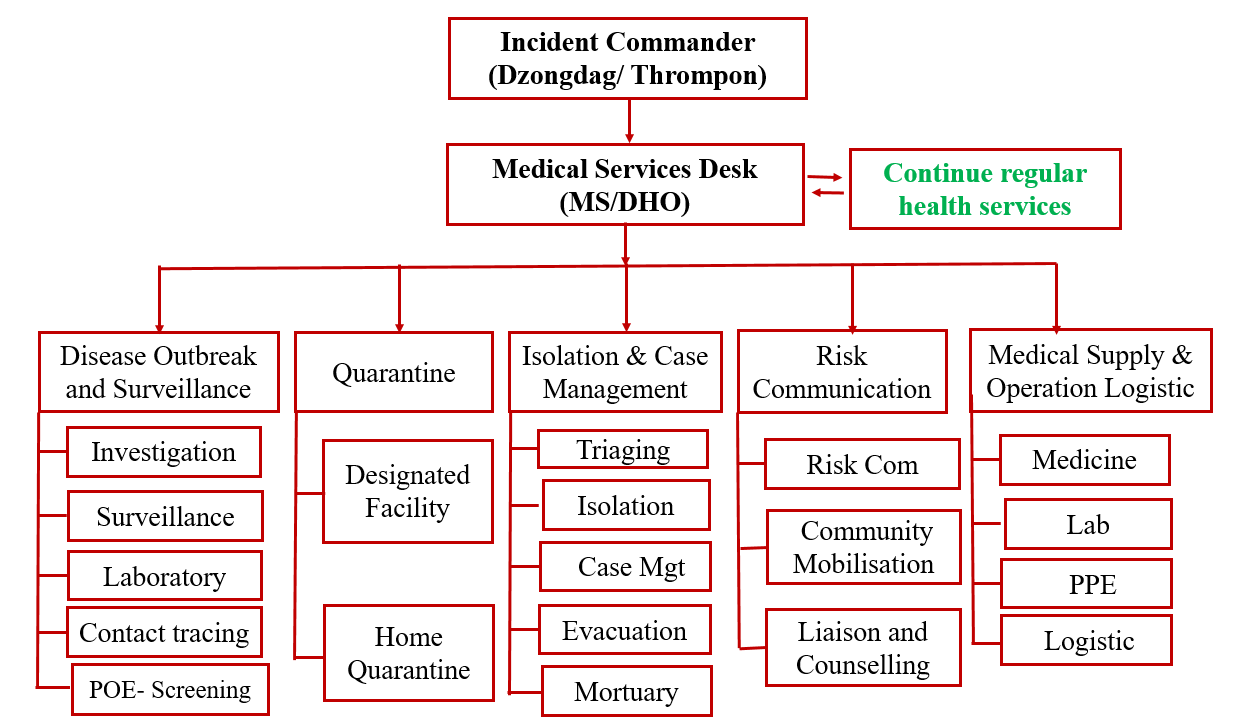 Incident Commander
(Dzongdag/ Thrompon)
Medical Services Desk
(MS/DHO)
Continue regular
health services
Disease Outbreak
and Surveillance
Investigation
Surveillance
Laboratory
Contact tracing
POE- Screening
Quarantine
Designated
Facility
Home
Quarantine
Isolation & Case
Management
Triaging
Isolation
Case Mgt
Evacuation
Mortuary
Risk
Communication
Risk Com
Community
Mobilisation
Liaison and
Counselling
Medical Supply &
Operation Logistic
Medicine
Lab
PPE
Logistic